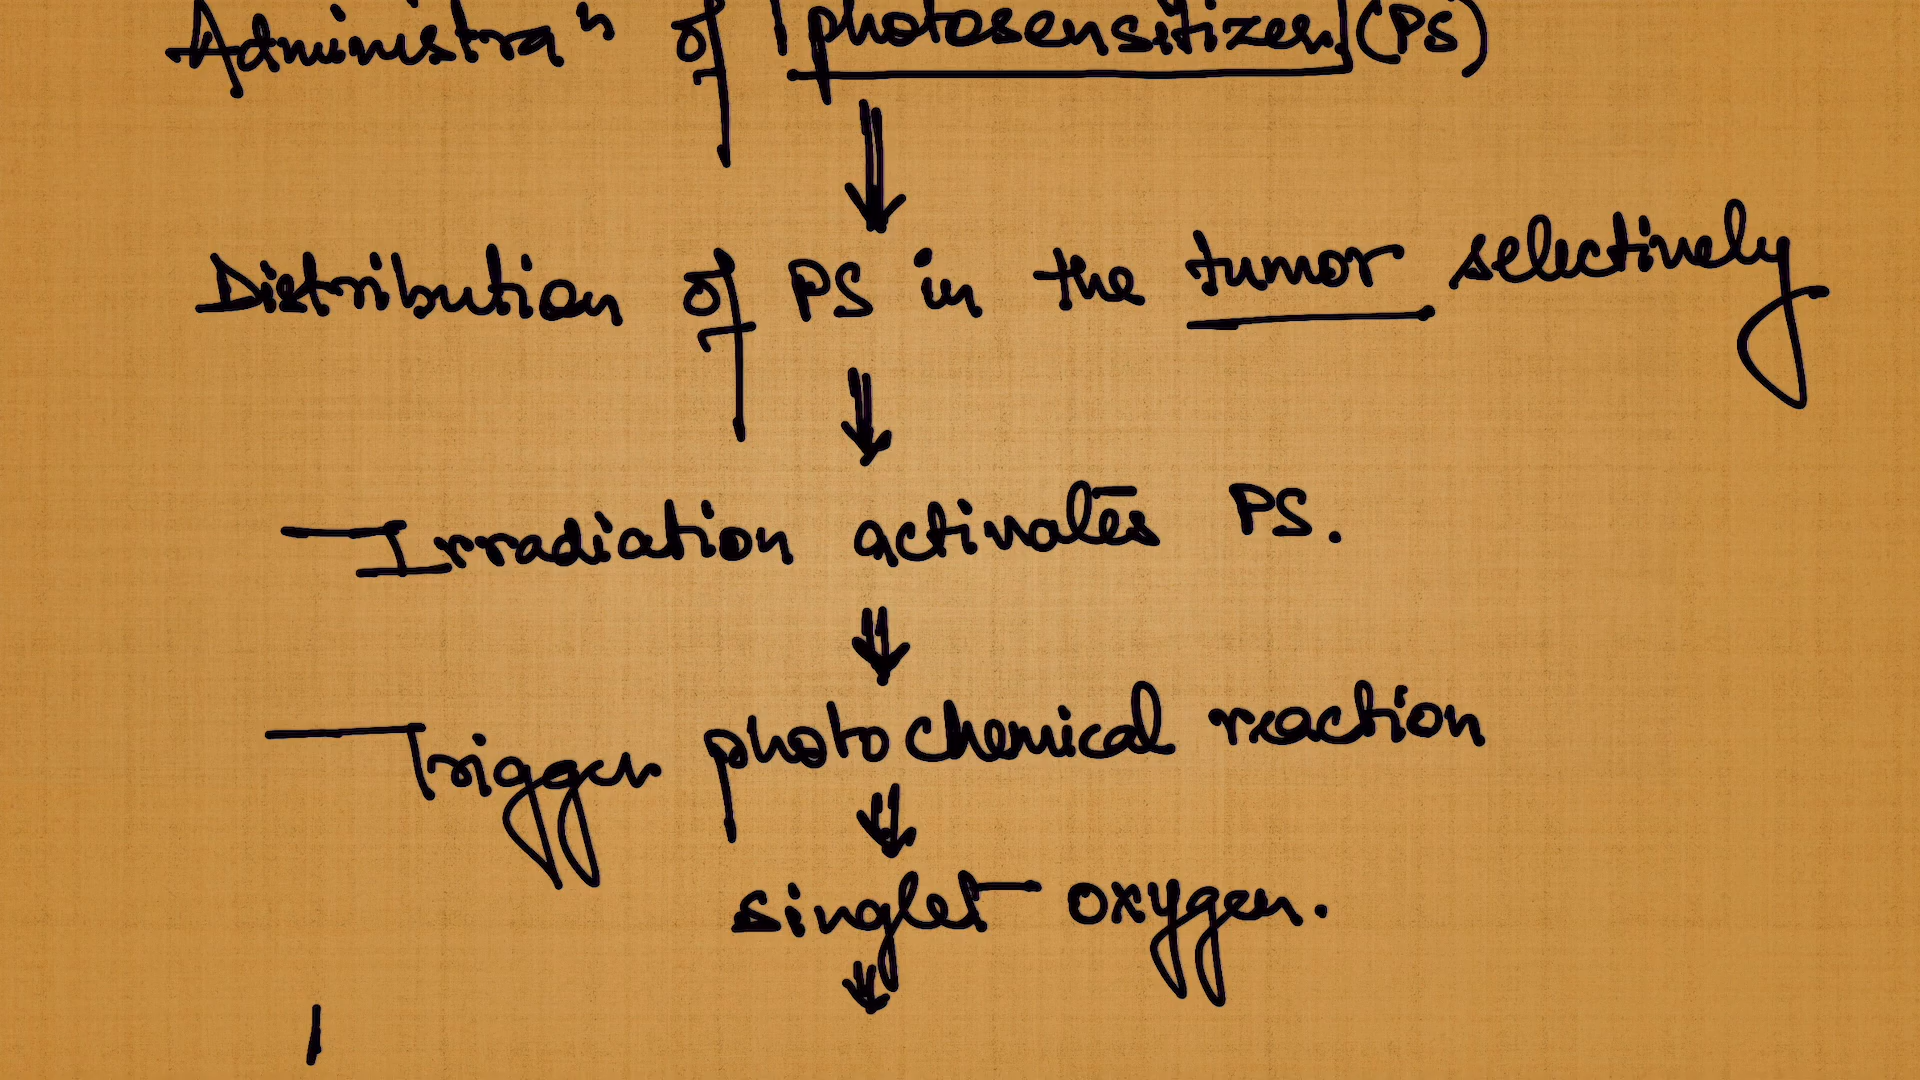 Administraⁿ of photosensitizer (PS)
Distribution of PS in the tumor selectively
Irradiation activates PS.
Trigger photochemical reaction
singlet oxygen.